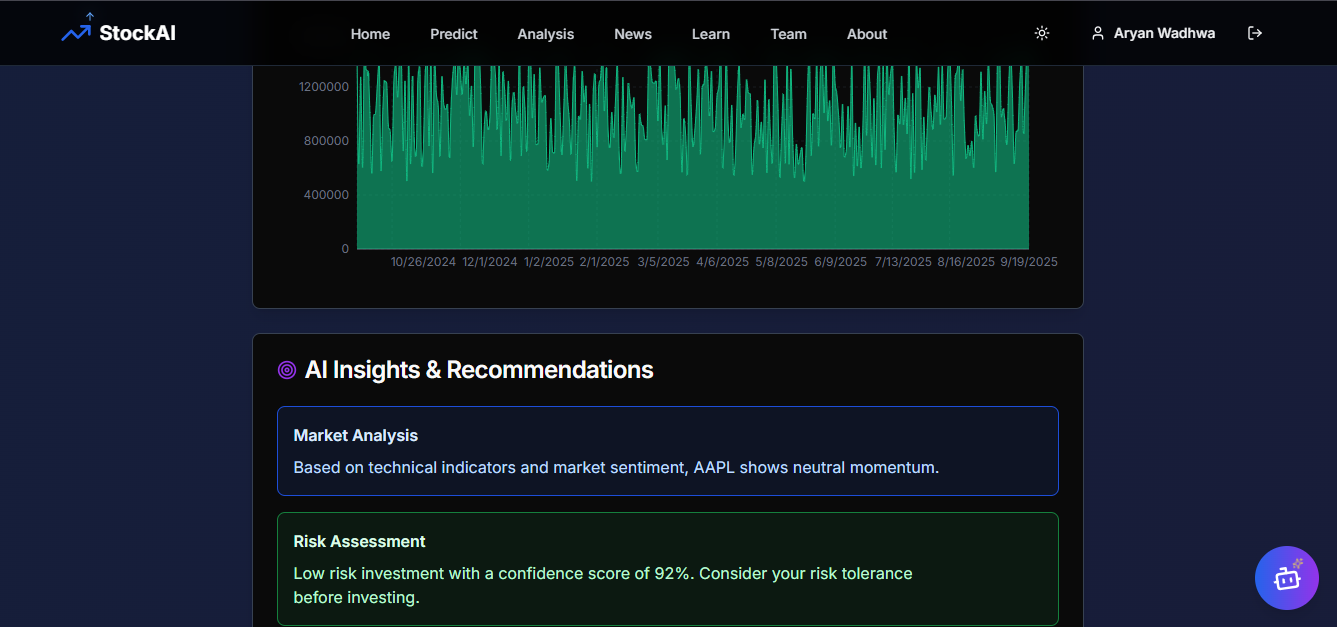 StockAI
Home Predict Analysis News Learn Team About
Aryan Wadhwa
1200000
800000
400000
0
10/26/2024 12/1/2024 1/2/2025 2/1/2025 3/5/2025 4/6/2025 5/8/2025 6/9/2025 7/13/2025 8/16/2025 9/19/2025
AI Insights & Recommendations
Market Analysis
Based on technical indicators and market sentiment, AAPL shows neutral momentum.
Risk Assessment
Low risk investment with a confidence score of 92%. Consider your risk tolerance
before investing.